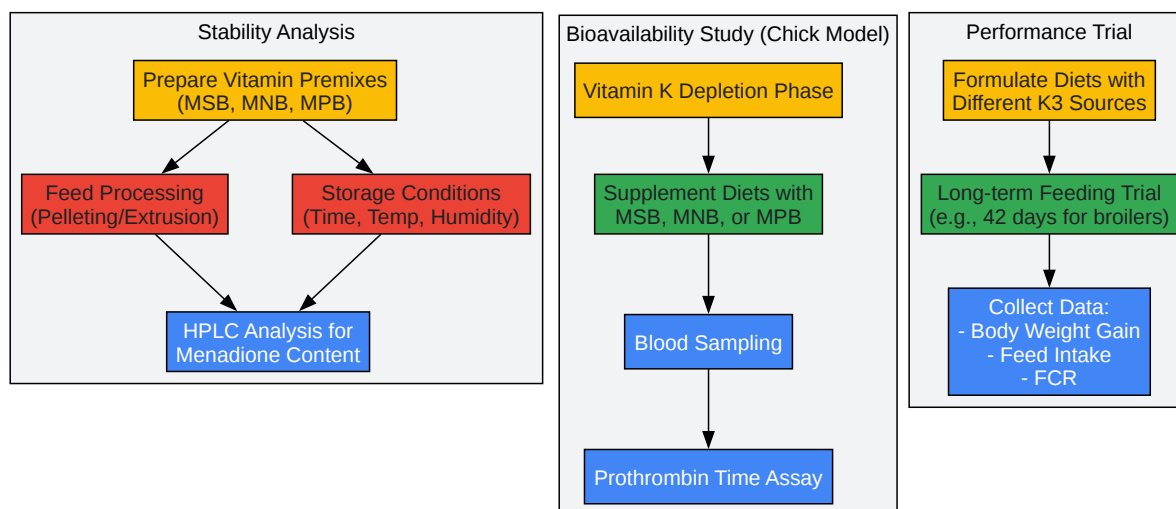 Stability Analysis
Prepare Vitamin Premixes
(MSB, MNB, MPB)
Feed Processing
(Pelleting/Extrusion)
Storage Conditions
(Time, Temp, Humidity)
HPLC Analysis for
Menadione Content
Bioavailability Study (Chick Model)
Vitamin K Depletion Phase
Supplement Diets with
MSB, MNB, or MPB
Blood Sampling
Prothrombin Time Assay
Performance Trial
Formulate Diets with
Different K3 Sources
Long-term Feeding Trial
(e.g., 42 days for broilers)
Collect Data:
- Body Weight Gain
- Feed Intake
- FCR